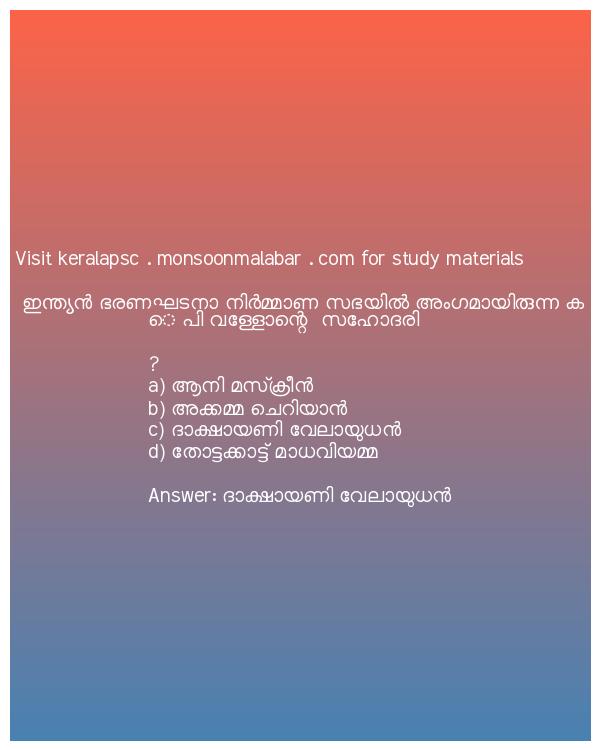 Visit keralapsc . monsoonmalabar . com for study materials
ഇന്ത്യൻ ഭരണഘടനാ നിർമ്മാണ സഭയിൽ അംഗമായിരുന്ന ക
െ പി വള്ളോന്റെ സഹോദരി
?
a) ആനി മസ്ക്രീൻ
b) അക്കമ്മ ചെറിയാൻ
c) ദാക്ഷായണി വേലായുധൻ
d) തോട്ടക്കാട്ട് മാധവിയമ്മ
Answer: ദാക്ഷായണി വേലായുധൻ